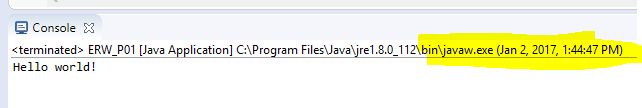 Console
<terminated> ERW_P01 [Java Application] C:\Program Files\Java\jre1.8.0_112\bin\javaw.exe (Jan 2, 2017, 1:44:47 PM)
Hello world!